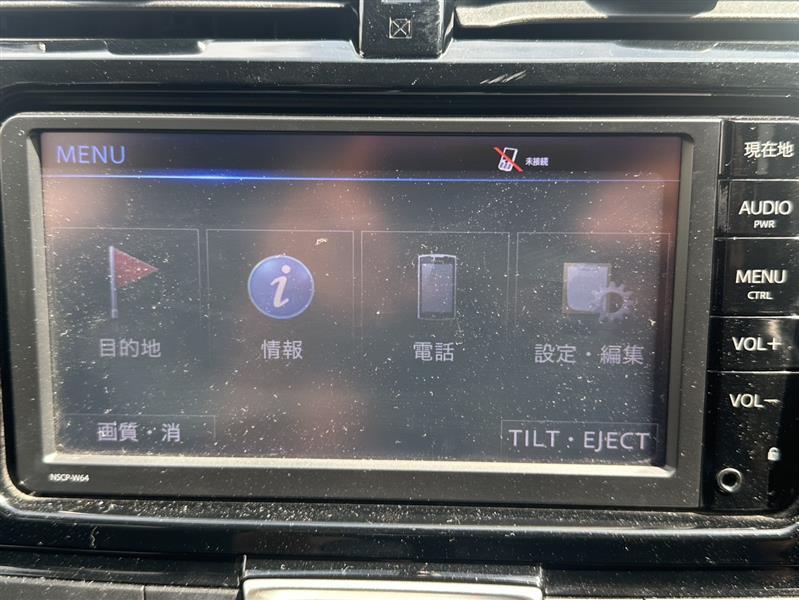 MENU
未接続
現在地
AUDIO
PWR
MENU
CTRL
VOL+
VOL−
目的地
情報
電話
設定・編集
画質・消
TILT・EJECT
NSCP-W64